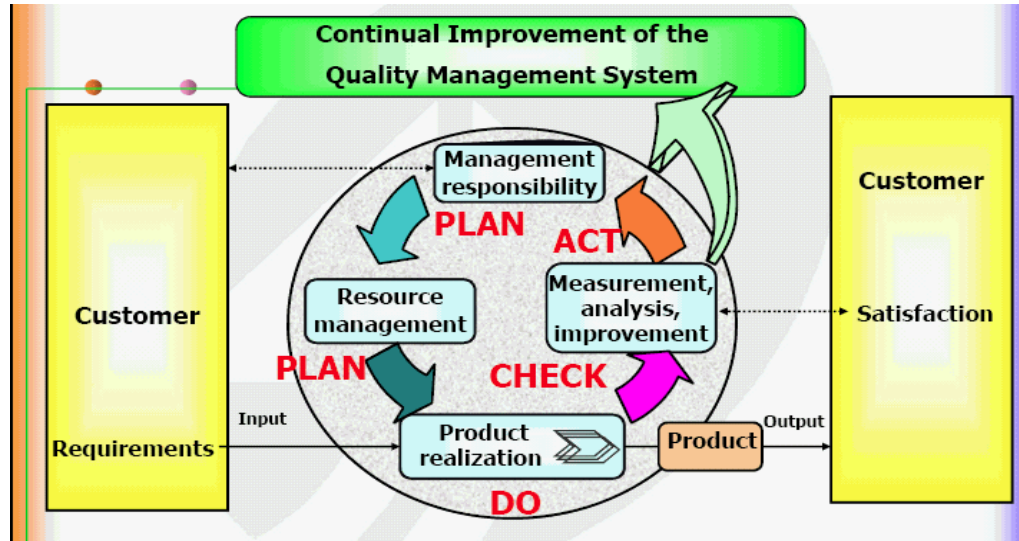 Continual Improvement of the
Quality Management System
Customer
Requirements
Input
Management
responsibility
PLAN
ACT
Resource
management
PLAN
Measurement,
analysis,
improvement
CHECK
Product
realization
DO
Product
Output
Customer
Satisfaction